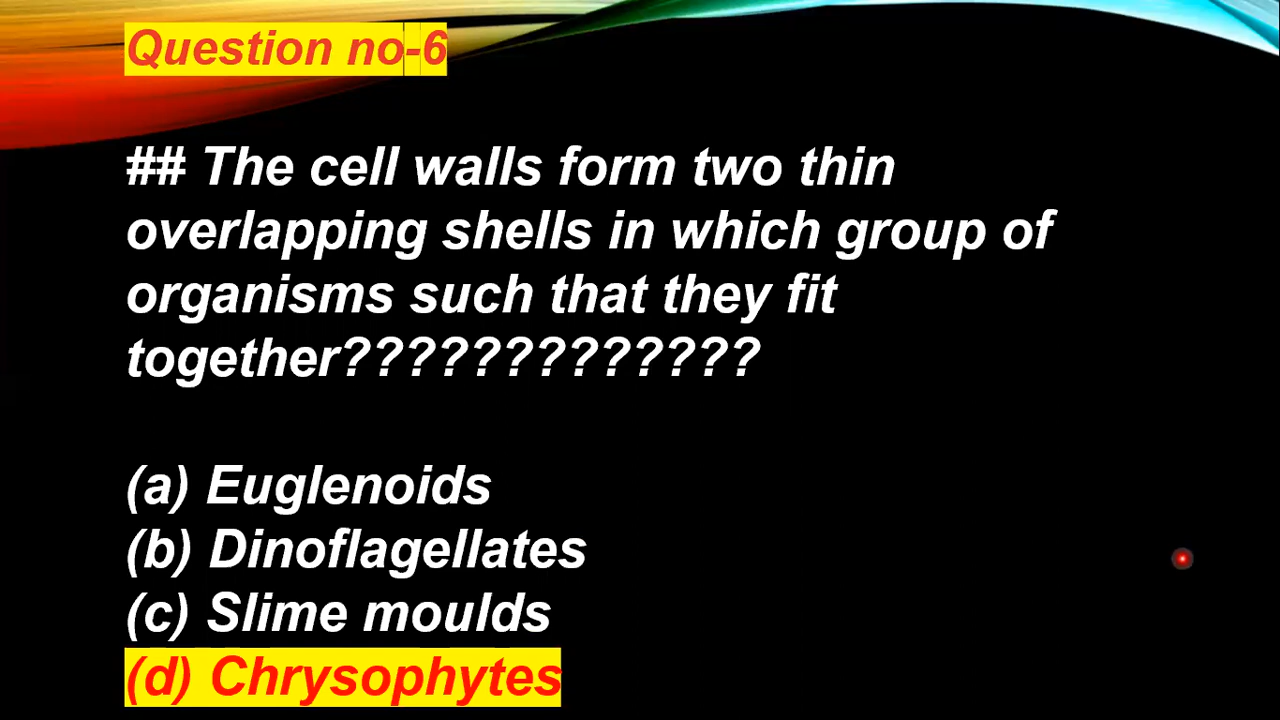 Question no-6
## The cell walls form two thin
overlapping shells in which group of
organisms such that they fit
together?????????????
(a) Euglenoids
(b) Dinoflagellates
(c) Slime moulds
(d) Chrysophytes